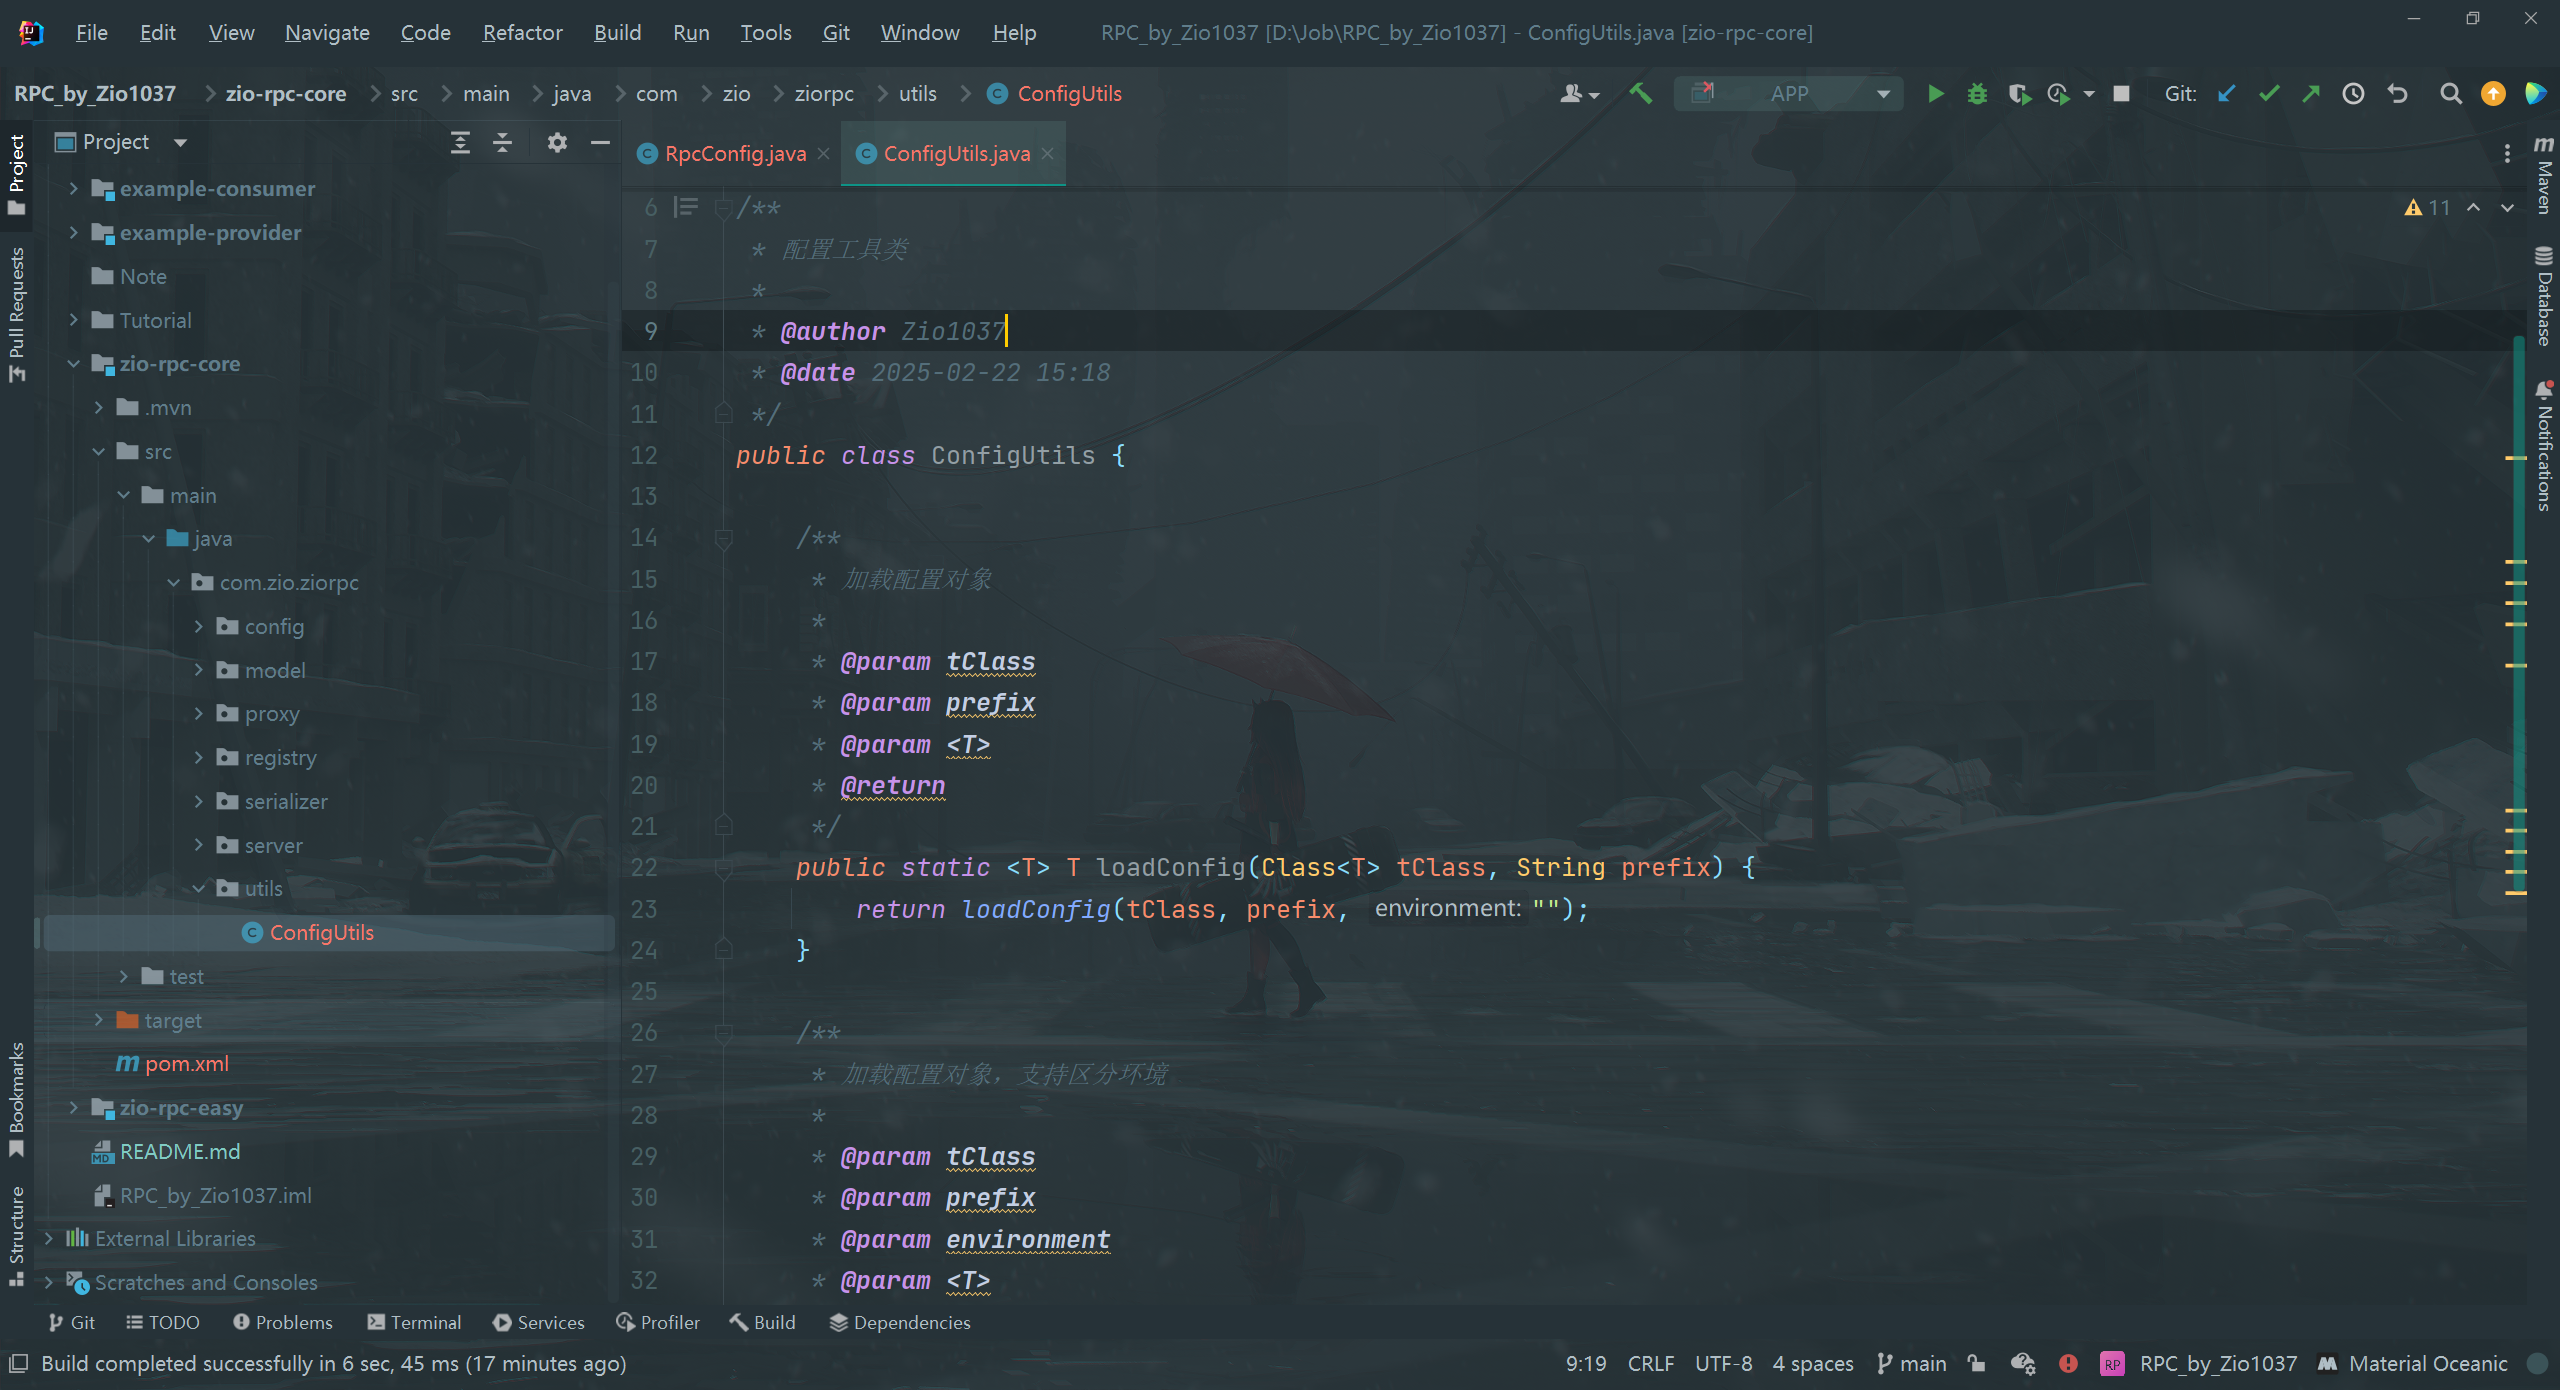 File Edit View Navigate Code Refactor Build Run Tools Git Window Help RPC_by_Zio1037 [D:\Job\RPC_by_Zio1037] - ConfigUtils.java [zio-rpc-core]
RPC_by_Zio1037 zio-rpc-core src main java com zio ziorpc utils ConfigUtils APP Git:
Project
Pull Requests
Bookmarks
Structure
Project
example-consumer
example-provider
Note
Tutorial
zio-rpc-core
.mvn
src
main
java
com.zio.ziorpc
config
model
proxy
registry
serializer
server
utils
ConfigUtils
test
target
pom.xml
zio-rpc-easy
README.md
RPC_by_Zio1037.iml
External Libraries
Scratches and Consoles
RpcConfig.java ConfigUtils.java
11
6 /**
7 * 配置工具类
8 *
9 * @author Zio1037
10 * @date 2025-02-22 15:18
11 */
12 public class ConfigUtils {
13
14 /**
15 * 加载配置对象
16 *
17 * @param tClass
18 * @param prefix
19 * @param <T>
20 * @return
21 */
22 public static <T> T loadConfig(Class<T> tClass, String prefix) {
23 return loadConfig(tClass, prefix, environment: "");
24 }
25
26 /**
27 * 加载配置对象，支持区分环境
28 *
29 * @param tClass
30 * @param prefix
31 * @param environment
32 * @param <T>
Maven
Database
Notifications
Git TODO Problems Terminal Services Profiler Build Dependencies
Build completed successfully in 6 sec, 45 ms (17 minutes ago) 9:19 CRLF UTF-8 4 spaces main RP RPC_by_Zio1037 Material Oceanic